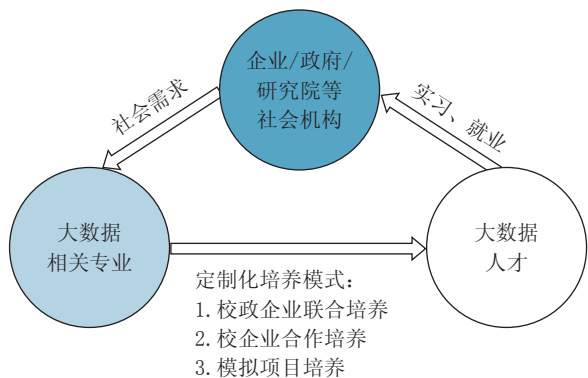 企业/政府/
研究院等
社会机构
社会需求
实习、就业
大数据
相关专业
大数据
人才
定制化培养模式:
1.校政企业联合培养
2.校企业合作培养
3.模拟项目培养